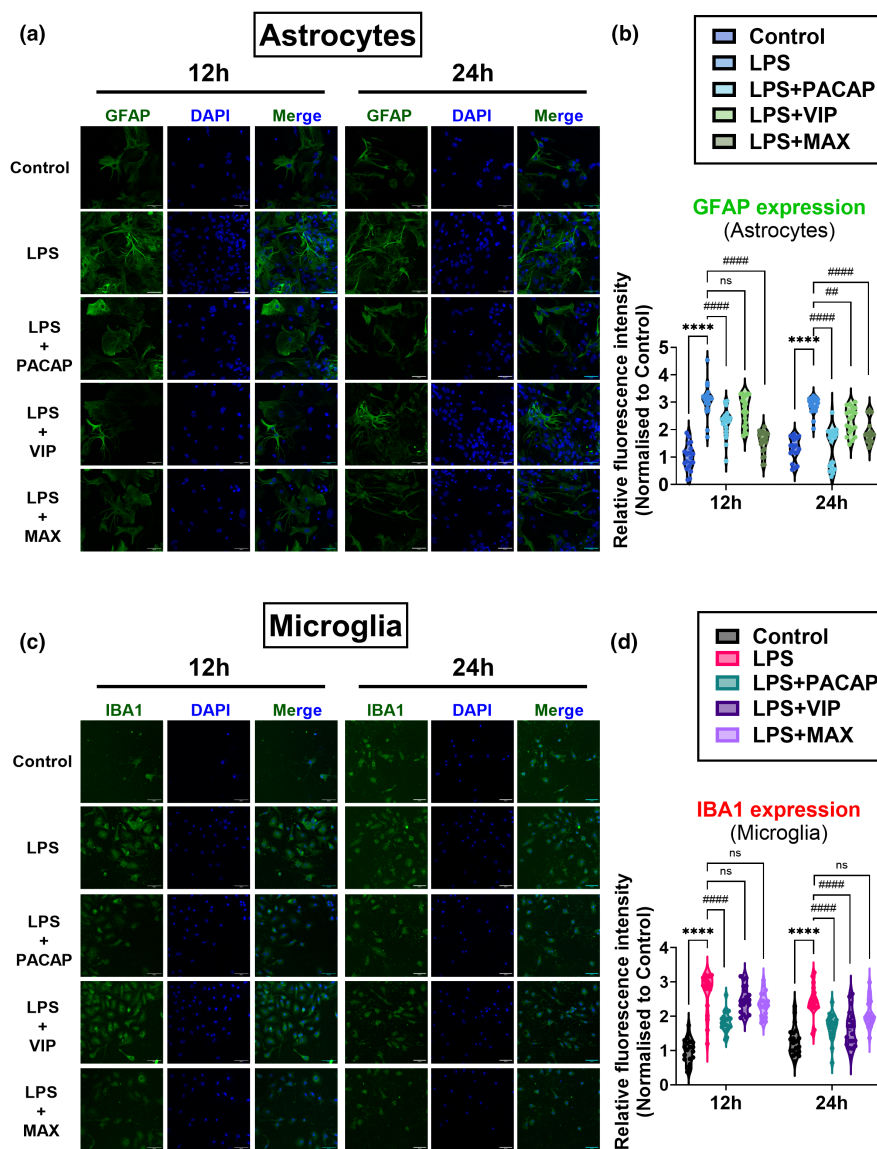 (a)
Astrocytes
12h
24h
GFAP DAPI Merge GFAP DAPI Merge
Control
LPS
LPS
+
PACAP
LPS
+
VIP
LPS
+
MAX
(b)
Control
LPS
LPS+PACAP
LPS+VIP
LPS+MAX
GFAP expression
(Astrocytes)
Relative fluorescence intensity
(Normalised to Control)
####
ns
####
****
####
##
####
****
5
4
3
2
1
0
12h
24h
(c)
Microglia
12h
24h
IBA1 DAPI Merge IBA1 DAPI Merge
Control
LPS
LPS
+
PACAP
LPS
+
VIP
LPS
+
MAX
(d)
Control
LPS
LPS+PACAP
LPS+VIP
LPS+MAX
IBA1 expression
(Microglia)
Relative fluorescence intensity
(Normalised to Control)
ns
ns
####
****
ns
####
####
****
4
3
2
1
0
12h
24h